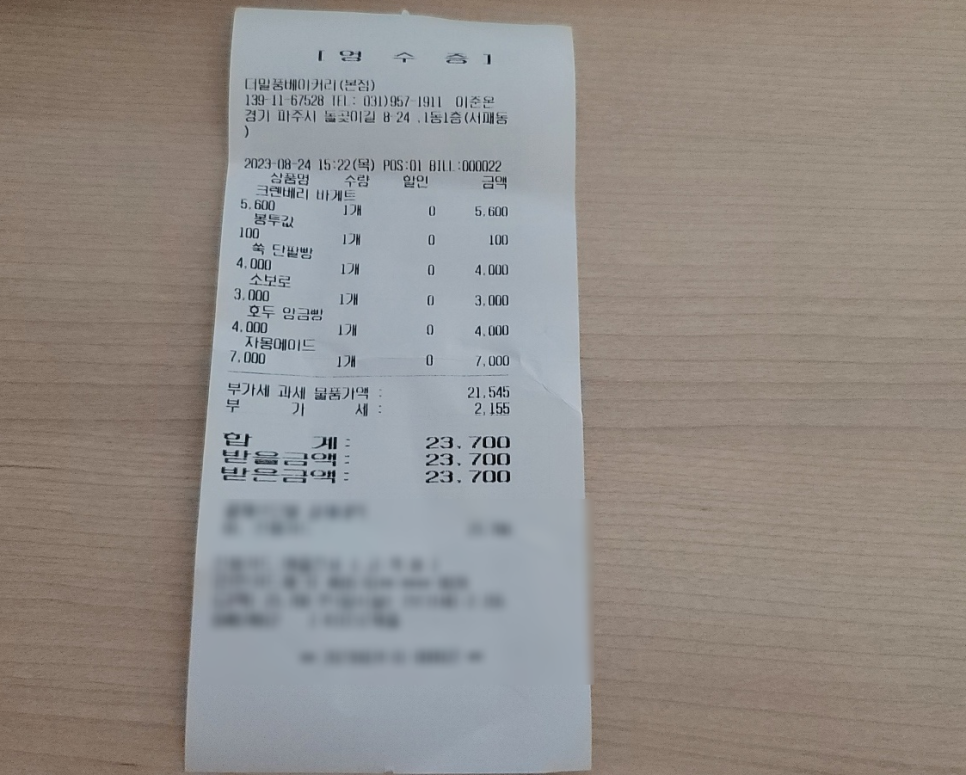 [ 영 수 증 ]
더밀풍베이커리(본점)
139-11-67528 TEL: 031)957-1911 이준온
경기 파주시 돌곶이길 8-24 ,1동1층(서패동
)
2023-08-24 15:22(목) POS:01 BILL:000022
상품명 수량 할인 금액
크렌베리 바게트
5,600 1개 0 5,600
봉투값
100 1개 0 100
쑥 단팥빵
4,000 1개 0 4,000
소보로
3,000 1개 0 3,000
호두 앙금빵
4,000 1개 0 4,000
자몽에이드
7,000 1개 0 7,000
부가세 과세 물품가액 : 21,545
부 가 세 : 2,155
합 계: 23,700
받을금액: 23,700
받은금액: 23,700